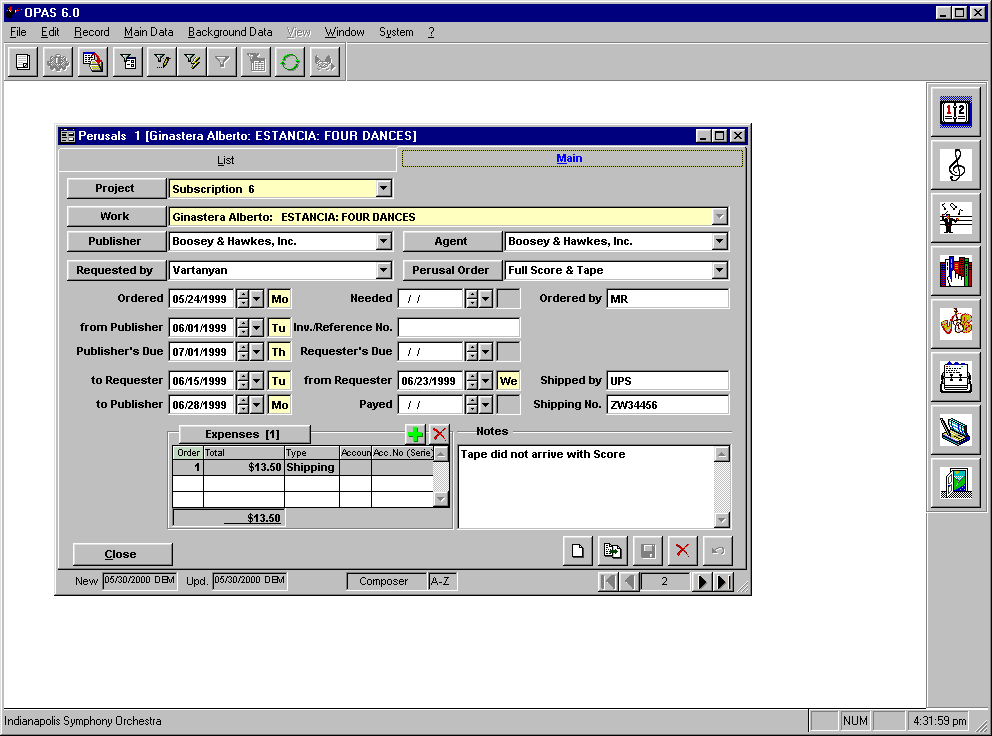 OPAS 6.0
File Edit Record Main Data Background Data View Window System ?
Perusals 1 [Ginastera Alberto: ESTANCIA: FOUR DANCES]
List Main
Project Subscription 6
Work Ginastera Alberto: ESTANCIA: FOUR DANCES
Publisher Boosey & Hawkes, Inc. Agent Boosey & Hawkes, Inc.
Requested by Vartanyan Perusal Order Full Score & Tape
Ordered 05/24/1999 Mo Needed / / Ordered by MR
from Publisher 06/01/1999 Tu Inv./Reference No.
Publisher's Due 07/01/1999 Th Requester's Due / /
to Requester 06/15/1999 Tu from Requester 06/23/1999 We Shipped by UPS
to Publisher 06/28/1999 Mo Payed / / Shipping No. ZW34456
Expenses [1] Notes
Order Total Type Accoun Acc.No (Serie) Tape did not arrive with Score
1 $13.50 Shipping
$13.50
Close
New 05/30/2000 DEM Upd. 05/30/2000 DEM Composer A-Z 2
Indianapolis Symphony Orchestra NUM 4:31:59 pm
1 2